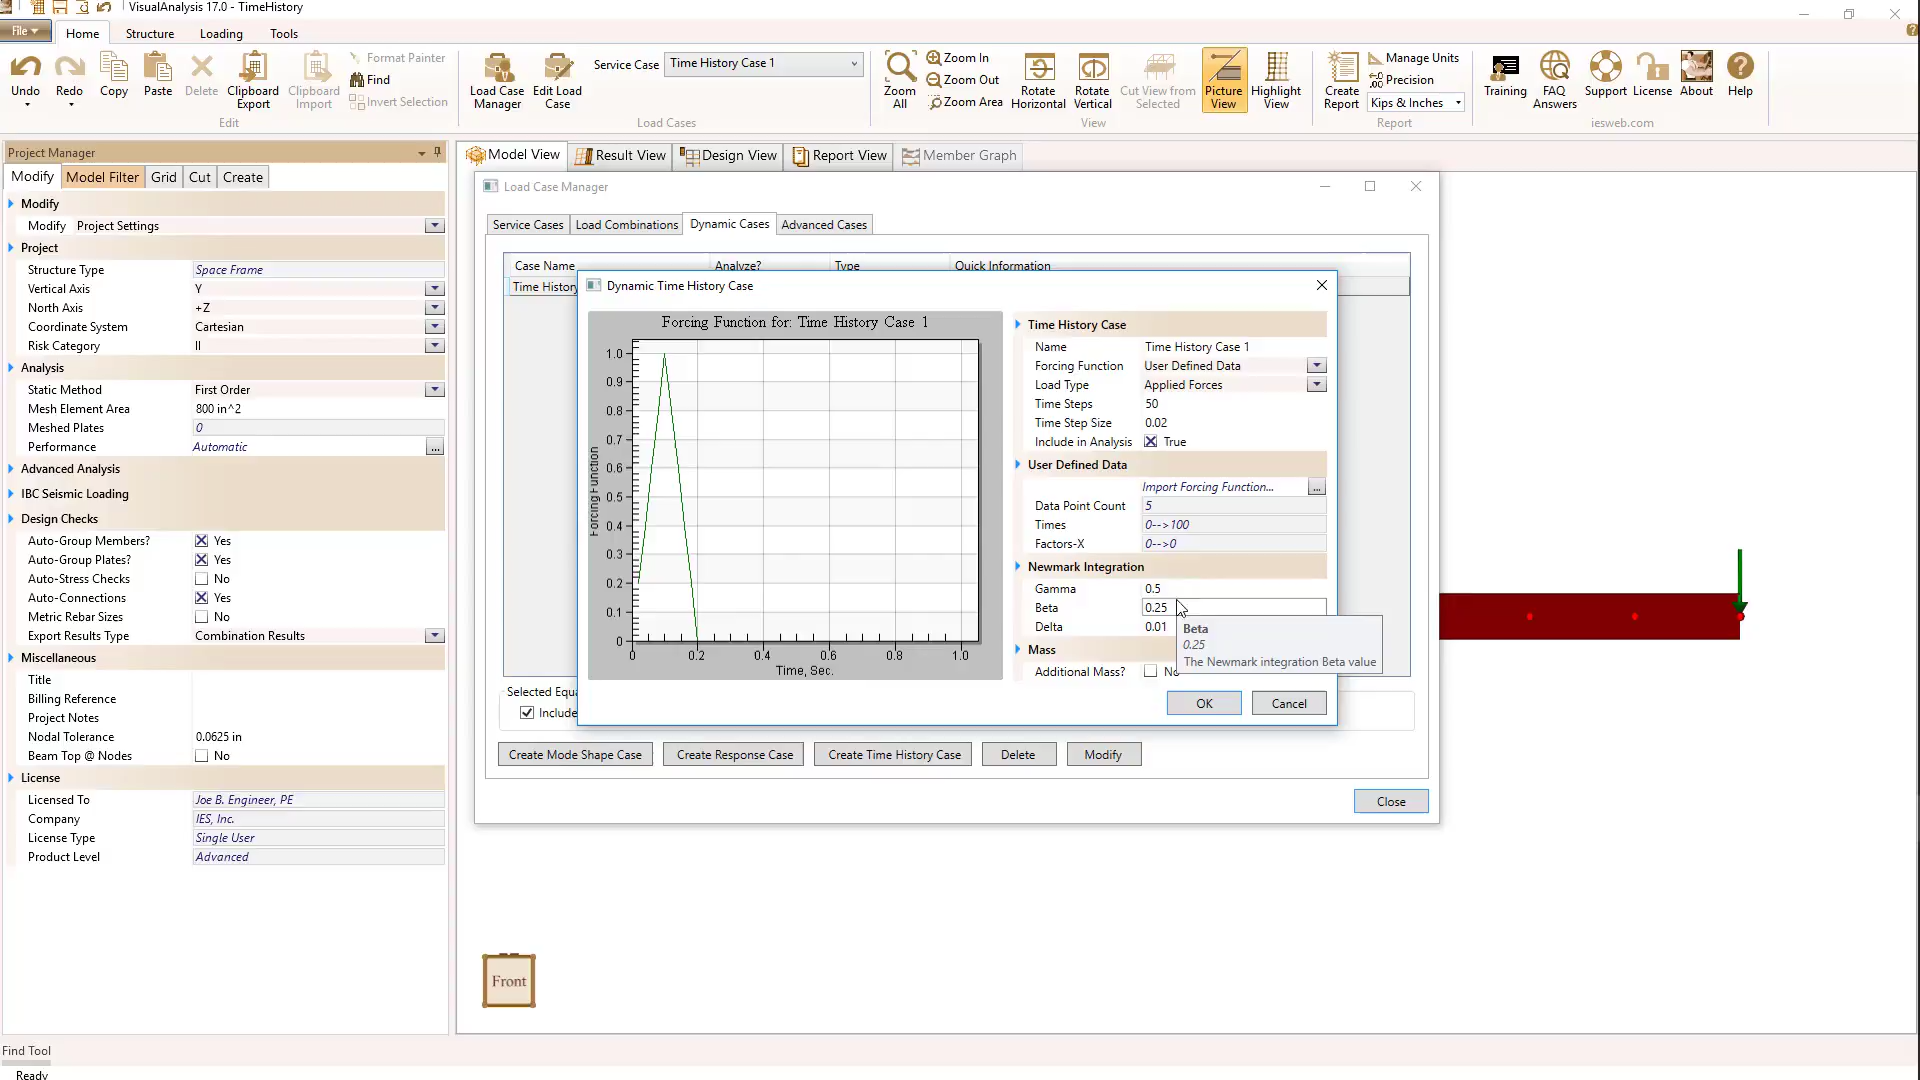 VisualAnalysis 17.0 - TimeHistory
File
Home
Structure
Loading
Tools
Undo
Redo
Copy
Paste
Delete
Clipboard Export
Clipboard Import
Format Painter
Find
Invert Selection
Edit
Load Case Manager
Edit Load Case
Service Case
Time History Case 1
Load Cases
Zoom All
Zoom In
Zoom Out
Zoom Area
Rotate Horizontal
Rotate Vertical
Cut View from Selected
Picture View
Highlight View
View
Create Report
Manage Units
Precision
Kips & Inches
Report
Training
FAQ Answers
Support
License
About
Help
iesweb.com
Project Manager
Modify
Model Filter
Grid
Cut
Create
Modify
Modify Project Settings
Project
Structure Type Space Frame
Vertical Axis Y
North Axis +Z
Coordinate System Cartesian
Risk Category II
Analysis
Static Method First Order
Mesh Element Area 800 in^2
Meshed Plates 0
Performance Automatic ...
Advanced Analysis
IBC Seismic Loading
Design Checks
Auto-Group Members? Yes
Auto-Group Plates? Yes
Auto-Stress Checks No
Auto-Connections Yes
Metric Rebar Sizes No
Export Results Type Combination Results
Miscellaneous
Title
Billing Reference
Project Notes
Nodal Tolerance 0.0625 in
Beam Top @ Nodes No
License
Licensed To Joe B. Engineer, PE
Company IES, Inc.
License Type Single User
Product Level Advanced
Model View
Result View
Design View
Report View
Member Graph
Load Case Manager
Service Cases
Load Combinations
Dynamic Cases
Advanced Cases
Case Name Analyze? Type Quick Information
Time History
Dynamic Time History Case
Forcing Function for: Time History Case 1
1.0
0.9
0.8
0.7
0.6
0.5
0.4
0.3
0.2
0.1
0
Forcing Function
0 0.2 0.4 0.6 0.8 1.0
Time, Sec.
Time History Case
Name Time History Case 1
Forcing Function User Defined Data
Load Type Applied Forces
Time Steps 50
Time Step Size 0.02
Include in Analysis True
User Defined Data
Import Forcing Function... ...
Data Point Count 5
Times 0-->100
Factors-X 0-->0
Newmark Integration
Gamma 0.5
Beta 0.25
Delta 0.01
Beta
0.25
The Newmark integration Beta value
Mass
Additional Mass? No
OK
Cancel
Selected Equa
Include
Create Mode Shape Case
Create Response Case
Create Time History Case
Delete
Modify
Close
Front
Find Tool
Ready